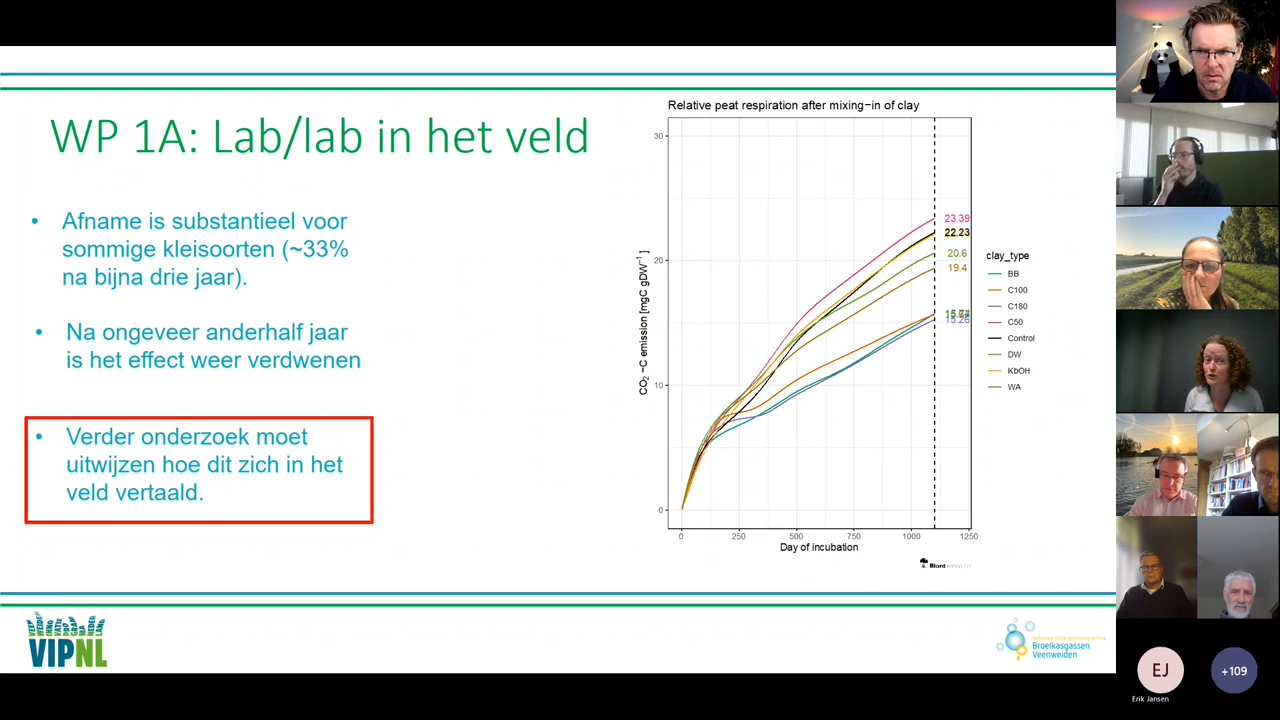 WP 1A: Lab/lab in het veld
• Afname is substantieel voor
sommige kleisoorten (~33%
na bijna drie jaar).
• Na ongeveer anderhalf jaar
is het effect weer verdwenen
• Verder onderzoek moet
uitwijzen hoe dit zich in het
veld vertaald.
Relative peat respiration after mixing-in of clay
CO₂ -C emission [mgC gDW⁻¹]
30
20
10
0
0
250
500
750
1000
1250
Day of incubation
23.39
22.23
20.6
19.4
15.26
clay_type
BB
C100
C180
C50
Control
DW
KbOH
WA
VIPNL
Broeikasgassen
Veenweiden
EJ
Erik Jansen
+109